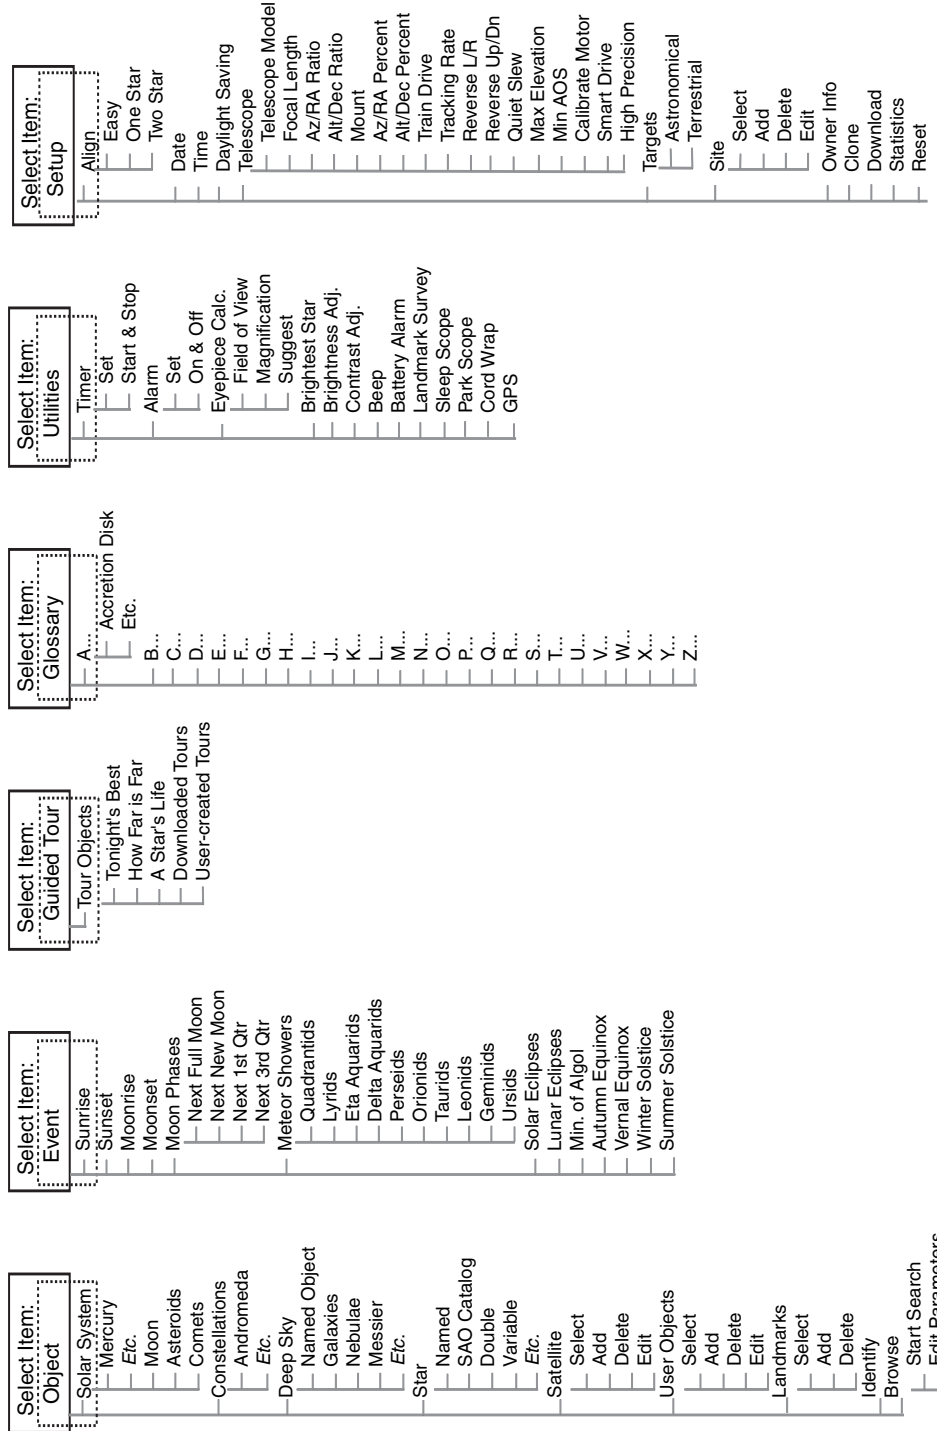 Select Item:
Object
Solar System
Mercury
Etc.
Moon
Asteroids
Comets
Constellations
Andromeda
Etc.
Deep Sky
Named Object
Galaxies
Nebulae
Messier
Etc.
Star
Named
SAO Catalog
Double
Variable
Etc.
Satellite
Select
Add
Delete
Edit
User Objects
Select
Add
Delete
Edit
Landmarks
Select
Add
Delete
Identify
Browse
Start Search
Edit Parameters
Select Item:
Event
Sunrise
Sunset
Moonrise
Moonset
Moon Phases
Next Full Moon
Next New Moon
Next 1st Qtr
Next 3rd Qtr
Meteor Showers
Quadrantids
Lyrids
Eta Aquarids
Delta Aquarids
Perseids
Orionids
Taurids
Leonids
Geminids
Ursids
Solar Eclipses
Lunar Eclipses
Min. of Algol
Autumn Equinox
Vernal Equinox
Winter Solstice
Summer Solstice
Select Item:
Guided Tour
Tour Objects
Tonight's Best
How Far is Far
A Star's Life
Downloaded Tours
User-created Tours
Select Item:
Glossary
A...
Accretion Disk
Etc.
B...
C...
D...
E...
F...
G...
H...
I...
J...
K...
L...
M...
N...
O...
P...
Q...
R...
S...
T...
U...
V...
W...
X...
Y...
Z...
Select Item:
Utilities
Timer
Set
Start & Stop
Alarm
Set
On & Off
Eyepiece Calc.
Field of View
Magnification
Suggest
Brightest Star
Brightness Adj.
Contrast Adj.
Beep
Battery Alarm
Landmark Survey
Sleep Scope
Park Scope
Cord Wrap
GPS
Select Item:
Setup
Align
Easy
One Star
Two Star
Date
Time
Daylight Saving
Telescope
Telescope Model
Focal Length
Az/RA Ratio
Alt/Dec Ratio
Mount
Az/RA Percent
Alt/Dec Percent
Train Drive
Tracking Rate
Reverse L/R
Reverse Up/Dn
Quiet Slew
Max Elevation
Min AOS
Calibrate Motor
Smart Drive
High Precision
Targets
Astronomical
Terrestrial
Site
Select
Add
Delete
Edit
Owner Info
Clone
Download
Statistics
Reset